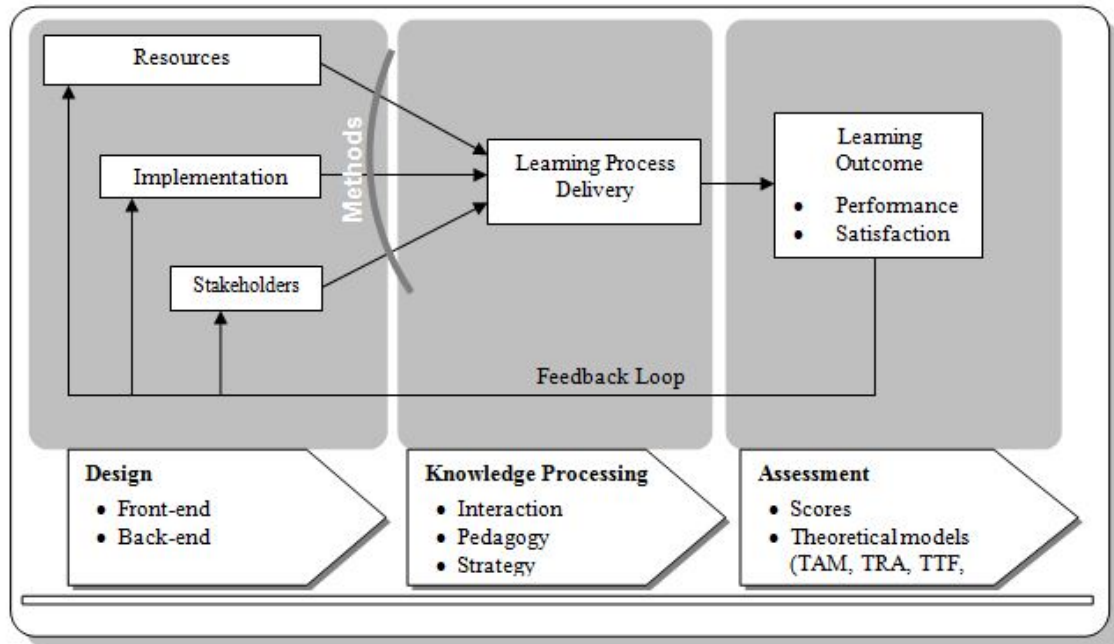 Resources
Implementation
Stakeholders
Methods
Learning Process
Delivery
Learning
Outcome
• Performance
• Satisfaction
Feedback Loop
Design
• Front-end
• Back-end
Knowledge Processing
• Interaction
• Pedagogy
• Strategy
Assessment
• Scores
• Theoretical models
(TAM, TRA, TTF,